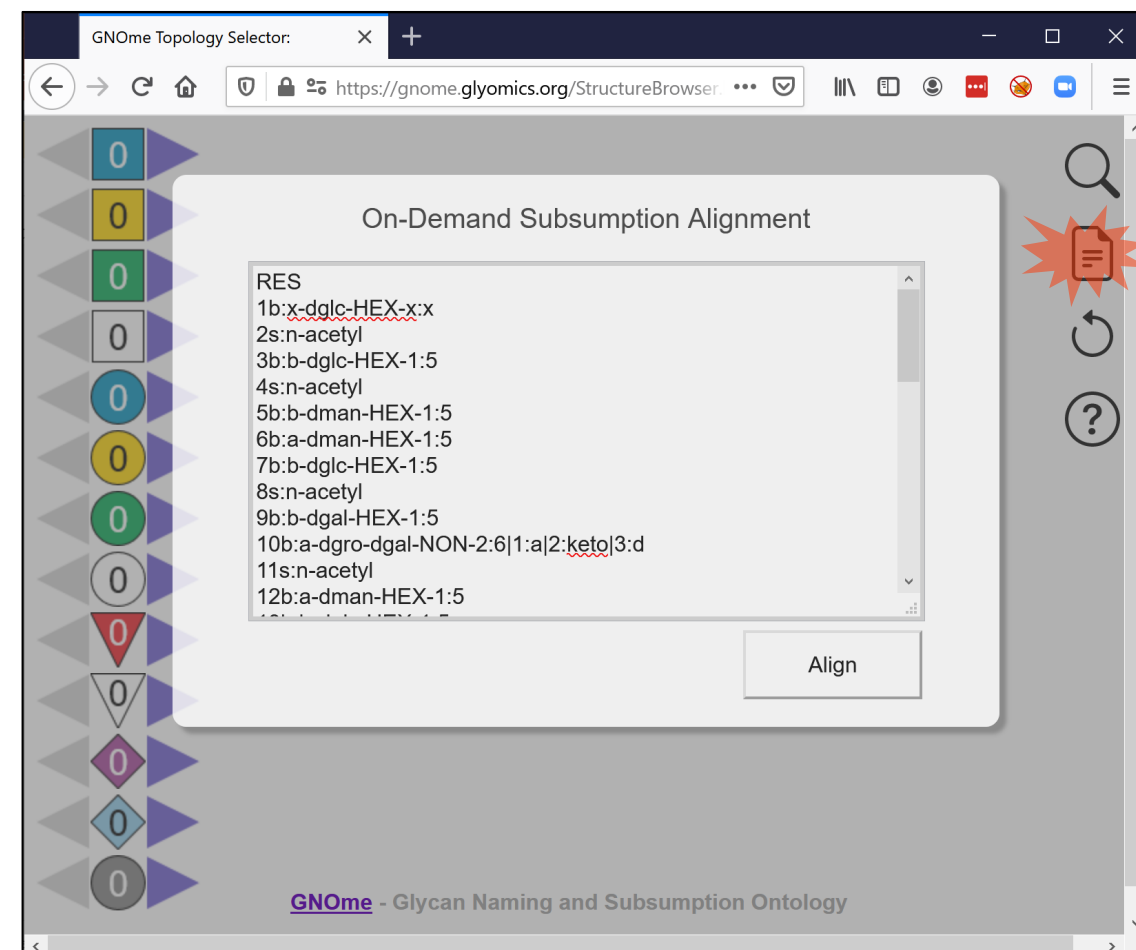 GNOme Topology Selector:
https://gnome.glyomics.org/StructureBrowser.
0
0
0
0
0
0
0
0
0
0
0
0
0
On-Demand Subsumption Alignment
RES
1b:x-dglc-HEX-x:x
2s:n-acetyl
3b:b-dglc-HEX-1:5
4s:n-acetyl
5b:b-dman-HEX-1:5
6b:a-dman-HEX-1:5
7b:b-dglc-HEX-1:5
8s:n-acetyl
9b:b-dgal-HEX-1:5
10b:a-dgro-dgal-NON-2:6|1:a|2:keto|3:d
11s:n-acetyl
12b:a-dman-HEX-1:5
Align
?
GNOme - Glycan Naming and Subsumption Ontology